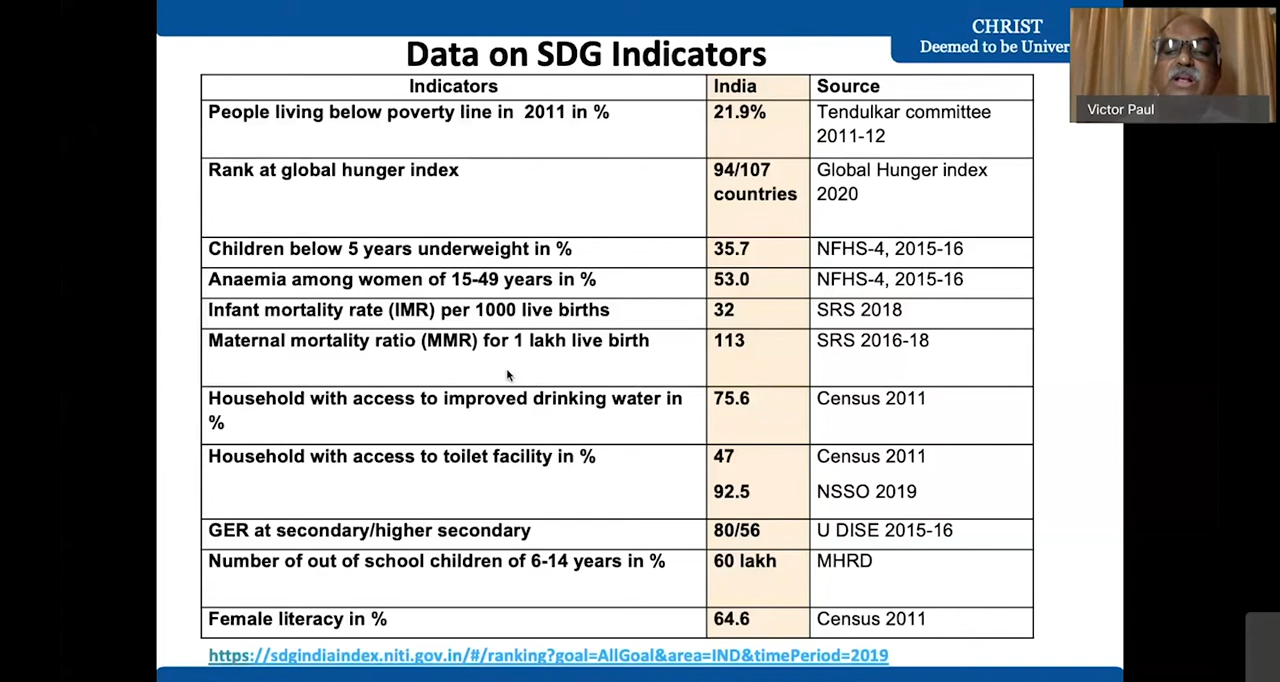 CHRIST
Deemed to be Univer
Victor Paul
Data on SDG Indicators
Indicators India Source
People living below poverty line in 2011 in % 21.9% Tendulkar committee
2011-12
Rank at global hunger index 94/107 Global Hunger index
countries 2020
Children below 5 years underweight in % 35.7 NFHS-4, 2015-16
Anaemia among women of 15-49 years in % 53.0 NFHS-4, 2015-16
Infant mortality rate (IMR) per 1000 live births 32 SRS 2018
Maternal mortality ratio (MMR) for 1 lakh live birth 113 SRS 2016-18
Household with access to improved drinking water in 75.6 Census 2011
%
Household with access to toilet facility in % 47 Census 2011
92.5 NSSO 2019
GER at secondary/higher secondary 80/56 U DISE 2015-16
Number of out of school children of 6-14 years in % 60 lakh MHRD
Female literacy in % 64.6 Census 2011
https://sdgindiaindex.niti.gov.in/#/ranking?goal=AllGoal&area=IND&timePeriod=2019